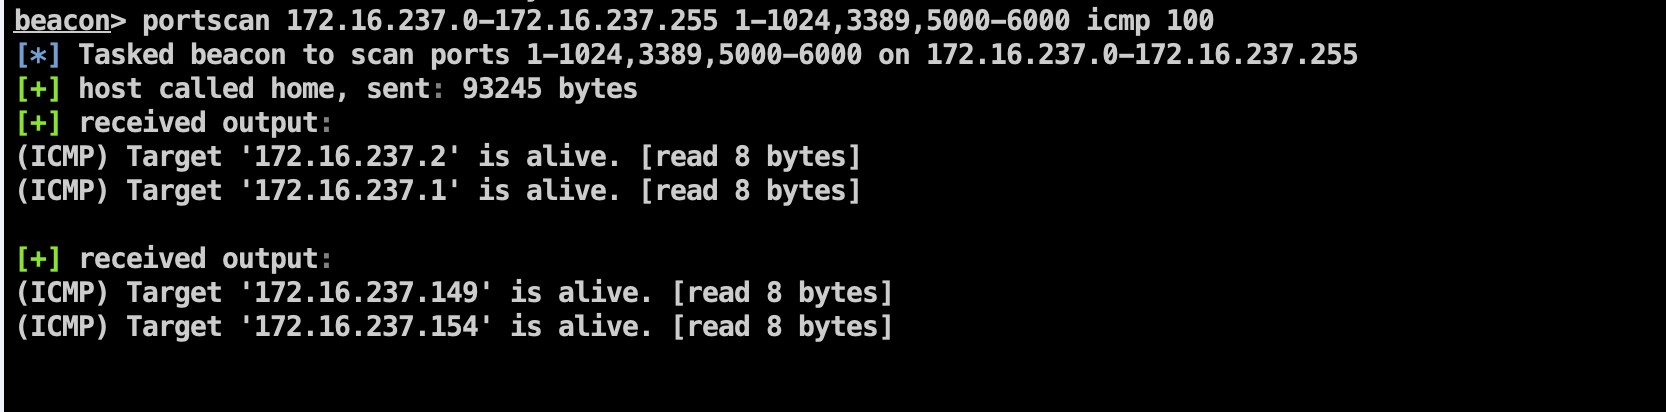 beacon> portscan 172.16.237.0-172.16.237.255 1-1024,3389,5000-6000 icmp 100
[*] Tasked beacon to scan ports 1-1024,3389,5000-6000 on 172.16.237.0-172.16.237.255
[+] host called home, sent: 93245 bytes
[+] received output:
(ICMP) Target '172.16.237.2' is alive. [read 8 bytes]
(ICMP) Target '172.16.237.1' is alive. [read 8 bytes]
[+] received output:
(ICMP) Target '172.16.237.149' is alive. [read 8 bytes]
(ICMP) Target '172.16.237.154' is alive. [read 8 bytes]